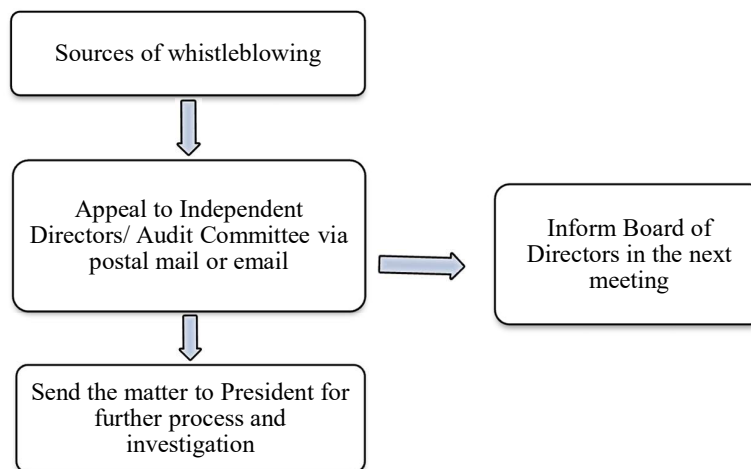 Sources of whistleblowing
Appeal to Independent
Directors/ Audit Committee via
postal mail or email
Inform Board of
Directors in the next
meeting
Send the matter to President for
further process and
investigation